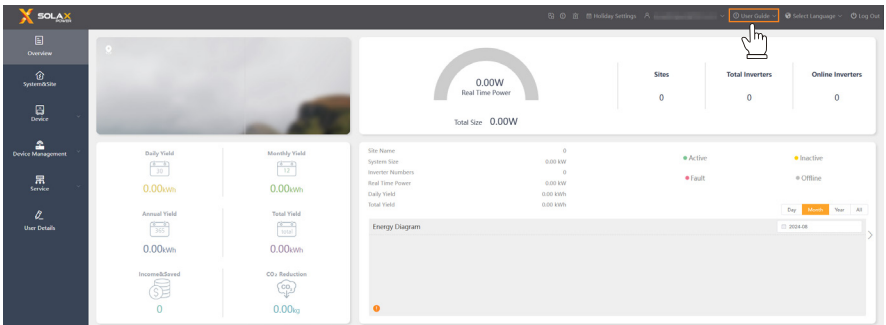 SOLAX
POWER
Holiday Settings
User Guide
Select Language
Log Out
Overview
System&Site
Device
Device Management
Service
User Details
0.00W
Real Time Power
Total Size 0.00W
Sites
0
Total Inverters
0
Online Inverters
0
Daily Yield
30
0.00kWh
Monthly Yield
12
0.00kWh
Annual Yield
365
0.00kWh
Total Yield
total
0.00kWh
Income&Saved
$
0
CO₂ Reduction
CO₂
0.00kg
Site Name 0
System Size 0.00 kW
Inverter Numbers 0
Real Time Power 0.00 kW
Daily Yield 0.00 kWh
Total Yield 0.00 kWh
Active
Inactive
Fault
Offline
Day Month Year All
Energy Diagram
2024-08